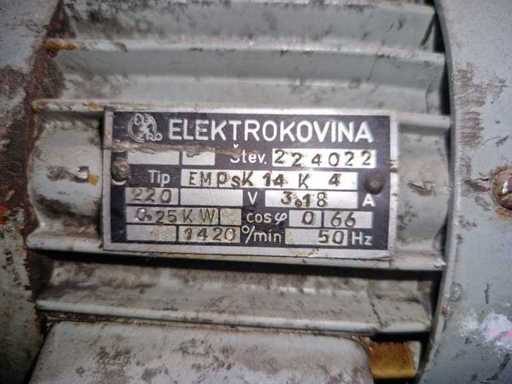 ELEKTROKOVINA
Štev. 224022
Tip EMPsK 14 K 4
220 V 3.18 A
0.25 KW cosφ 0|66
1420 °/min 50 Hz